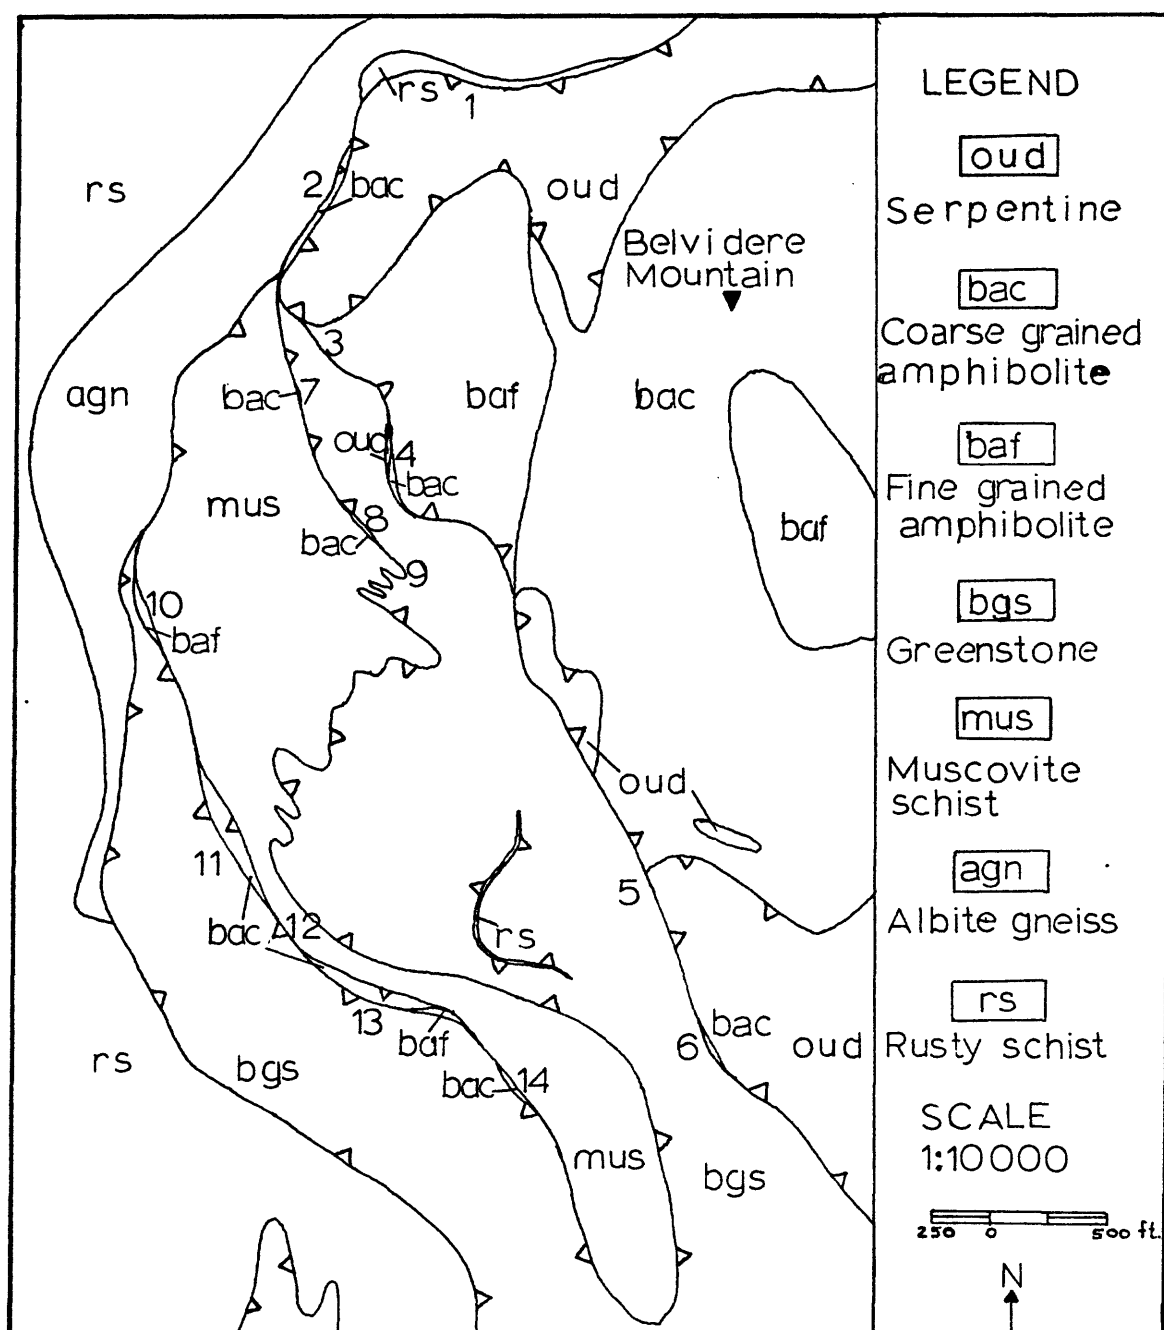 rs
1
rs
2
bac
oud
Belvidere
Mountain
3
agn
bac
7
baf
bac
oud
4
bac
mus
8
bac
9
baf
10
baf
oud
11
bac
12
5
rs
13
baf
bac
6
oud
rs
bgs
bac
14
mus
bgs
LEGEND
oud
Serpentine
bac
Coarse grained
amphibolite
baf
Fine grained
amphibolite
bgs
Greenstone
mus
Muscovite
schist
agn
Albite gneiss
rs
Rusty schist
SCALE
1:10000
250 0 500 ft.
N